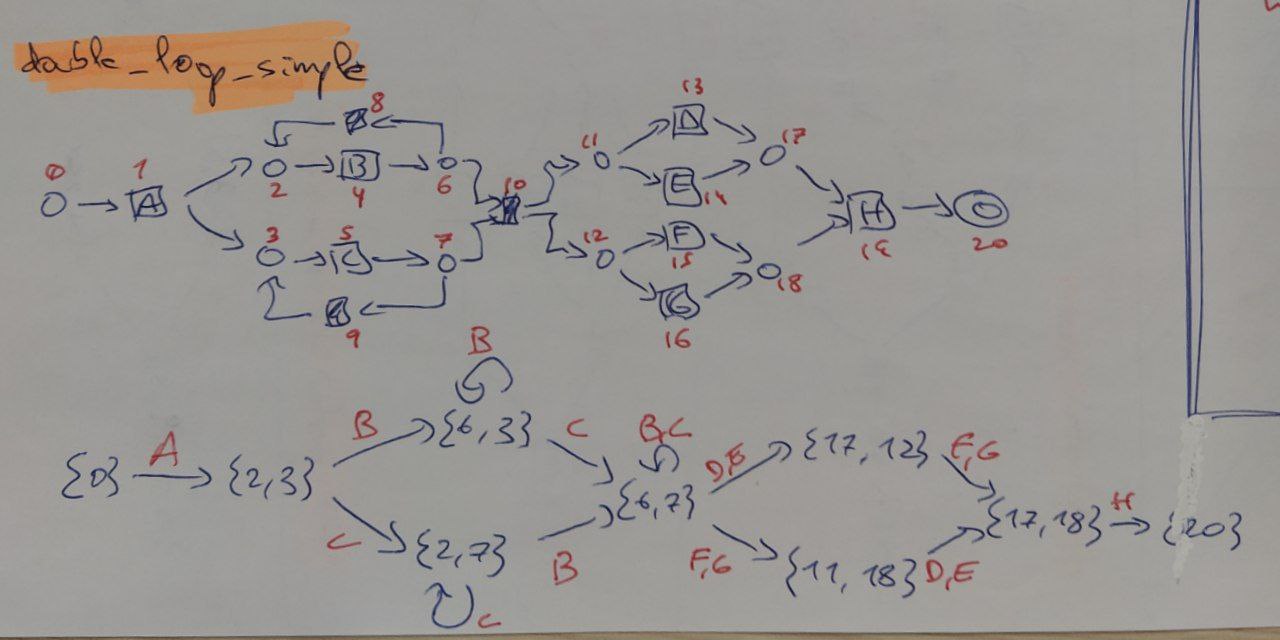 double_loop_simple
8 13
0 1 B 11 D 17
A 2 4 6 10 E 14 H
3 5 7 12 F 15 19 20
C 18
9 G
16
B
B {6,3} C B,C D,E {17,12} F,G
{0} A {2,3} {6,7} {17,18} H {20}
C {2,7} B F,G {11,18} D,E
C